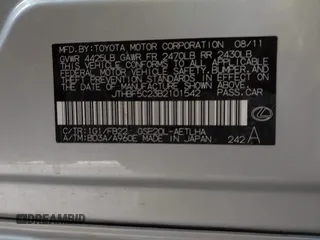 MFD. BY: TOYOTA MOTOR CORPORATION 08/11
GVWR 4425LB GAWR FR 2470LB RR 2430LB
THIS VEHICLE CONFORMS TO ALL APPLICABLE
FEDERAL MOTOR VEHICLE SAFETY, BUMPER, AND
THEFT PREVENTION STANDARDS IN EFFECT ON
THE DATE OF MANUFACTURE SHOWN ABOVE.
JTHBF5C23B2101542 PASS-CAR
C/TR: 1G1/FB22 GSE20L-AETLHA
A/TM: B03A/A960E MADE IN JAPAN 242 A
DREAMBID